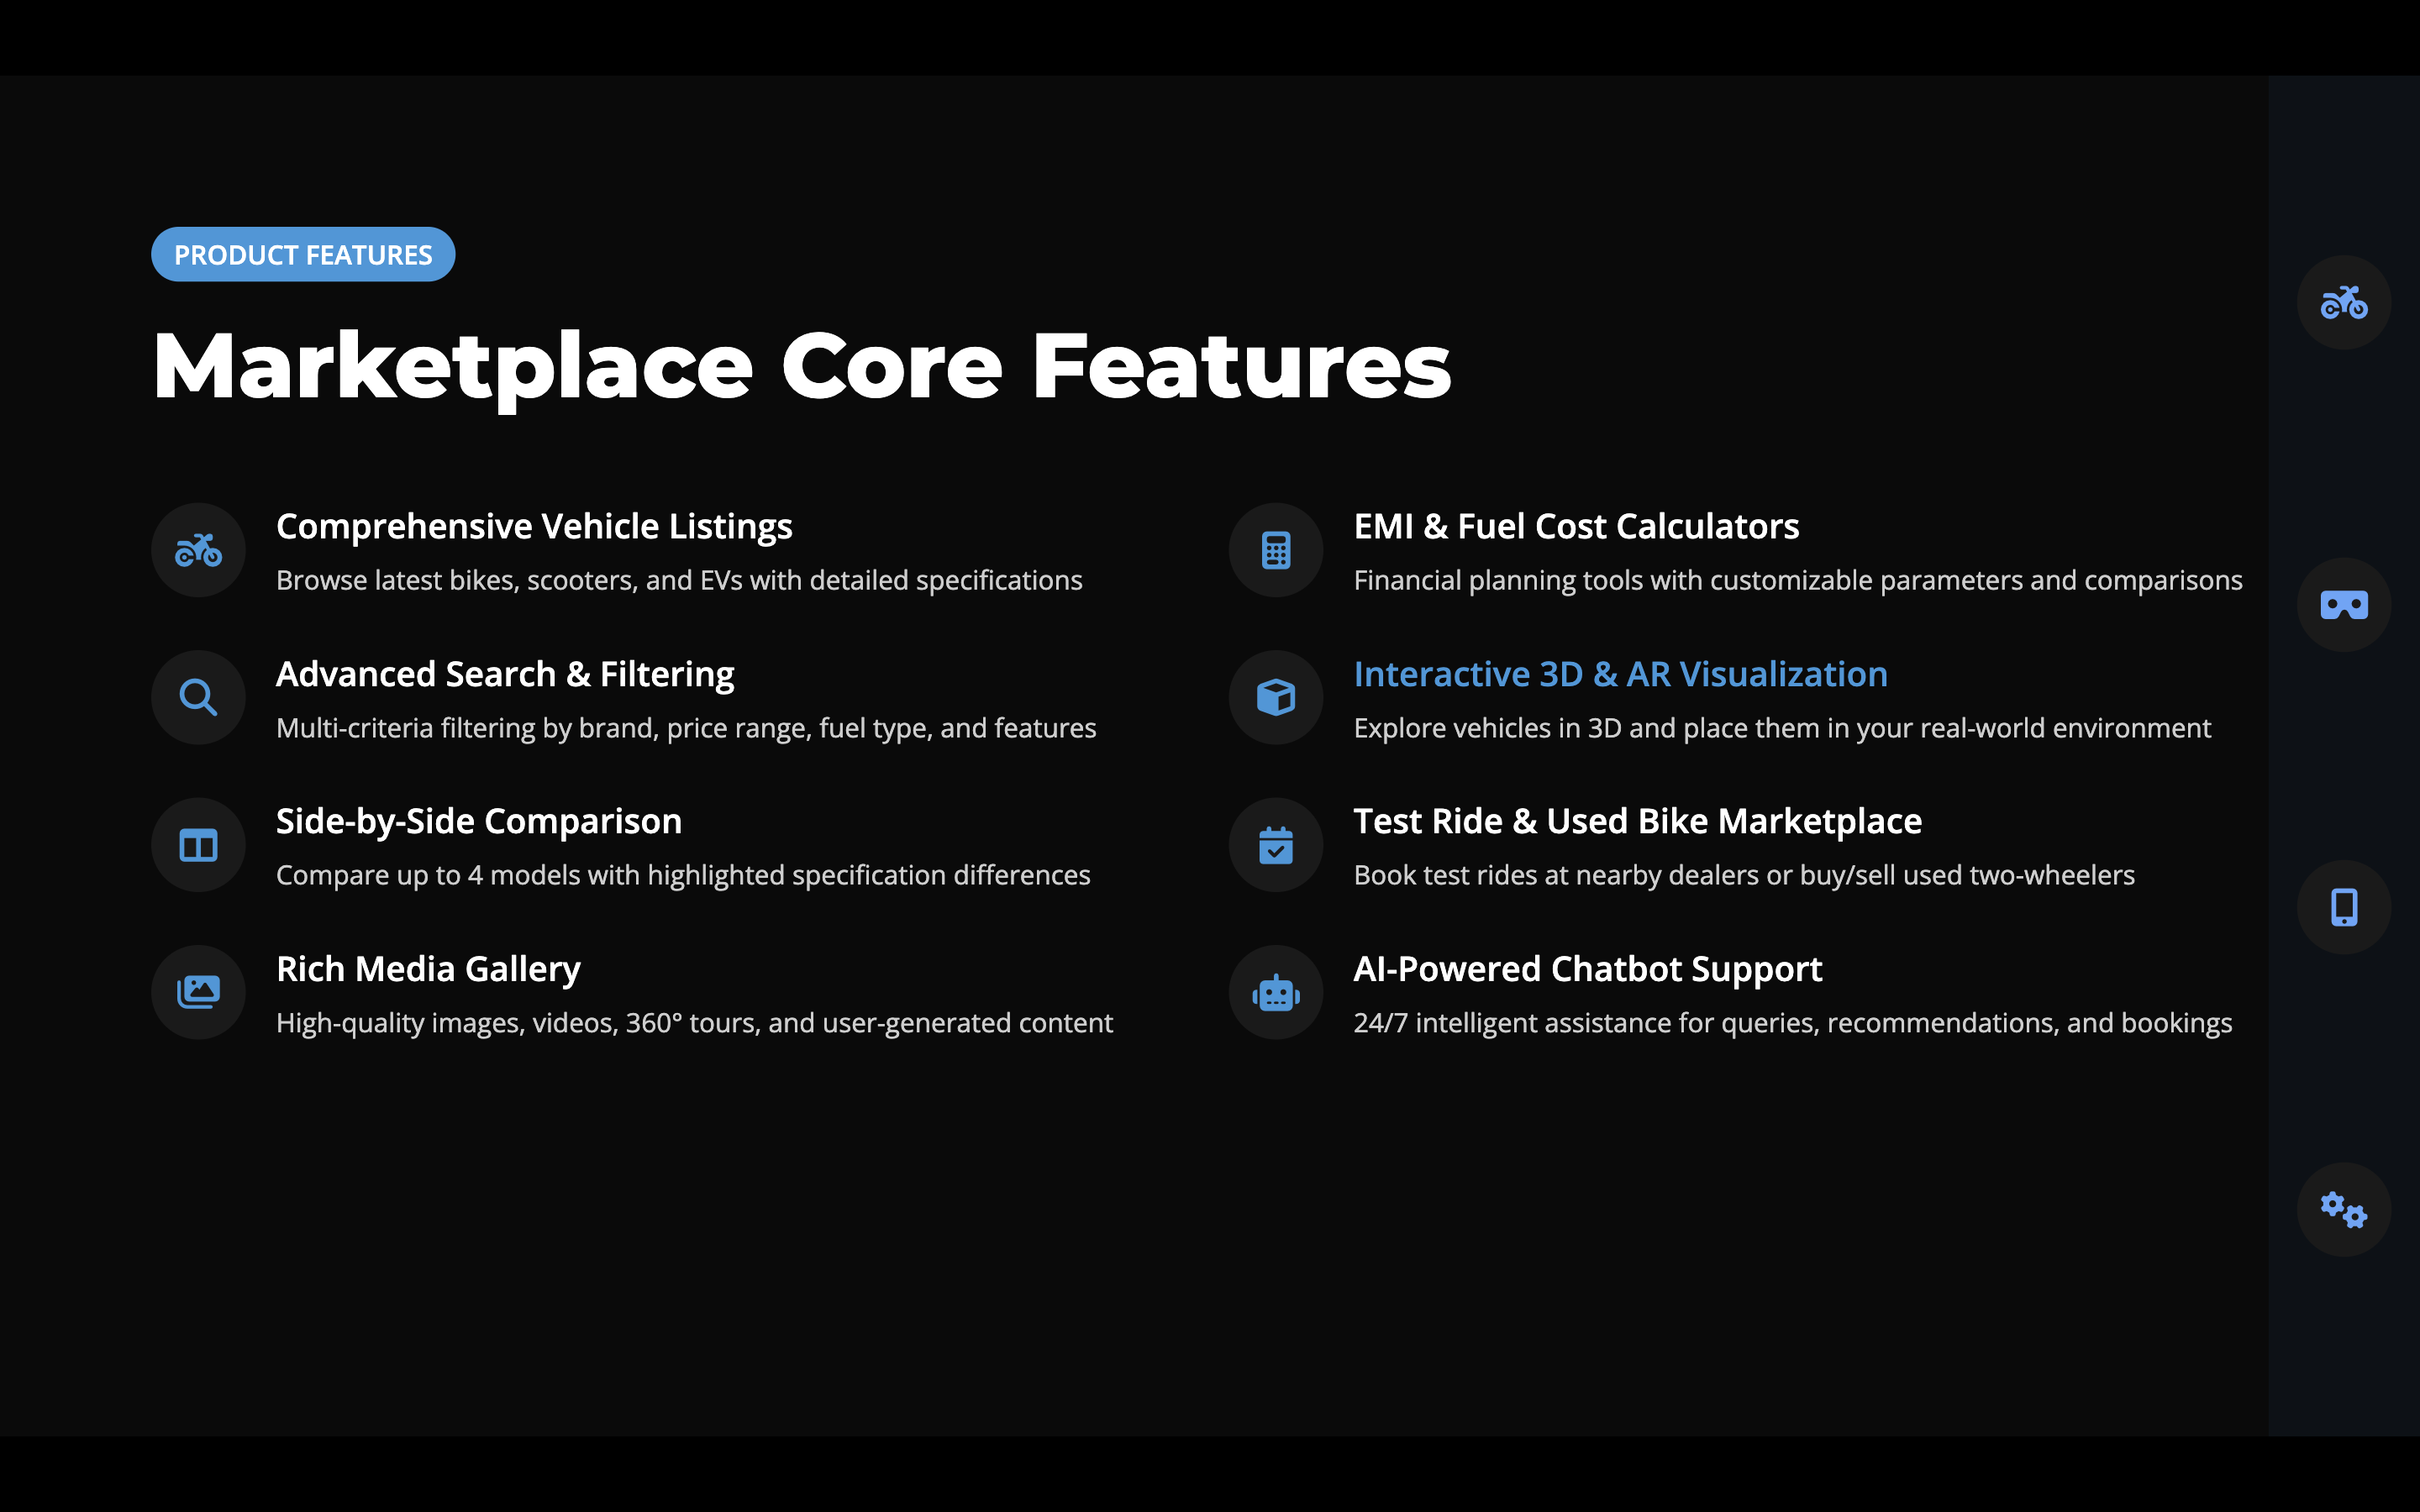 PRODUCT FEATURES
Marketplace Core Features
Comprehensive Vehicle Listings
Browse latest bikes, scooters, and EVs with detailed specifications
Advanced Search & Filtering
Multi-criteria filtering by brand, price range, fuel type, and features
Side-by-Side Comparison
Compare up to 4 models with highlighted specification differences
Rich Media Gallery
High-quality images, videos, 360° tours, and user-generated content
EMI & Fuel Cost Calculators
Financial planning tools with customizable parameters and comparisons
Interactive 3D & AR Visualization
Explore vehicles in 3D and place them in your real-world environment
Test Ride & Used Bike Marketplace
Book test rides at nearby dealers or buy/sell used two-wheelers
AI-Powered Chatbot Support
24/7 intelligent assistance for queries, recommendations, and bookings